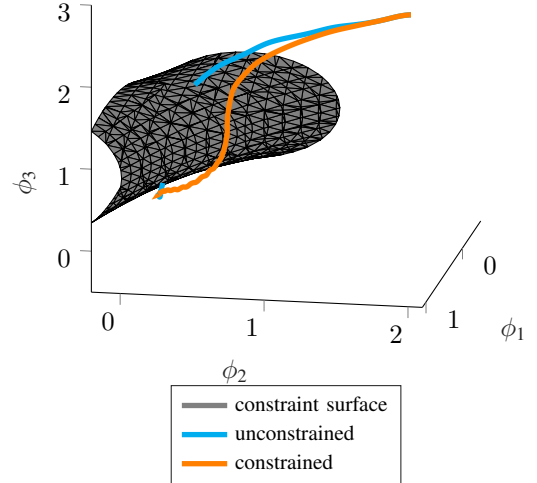 3
2
1
0
ϕ3
0
1
2
ϕ2
1
0
ϕ1
constraint surface
unconstrained
constrained